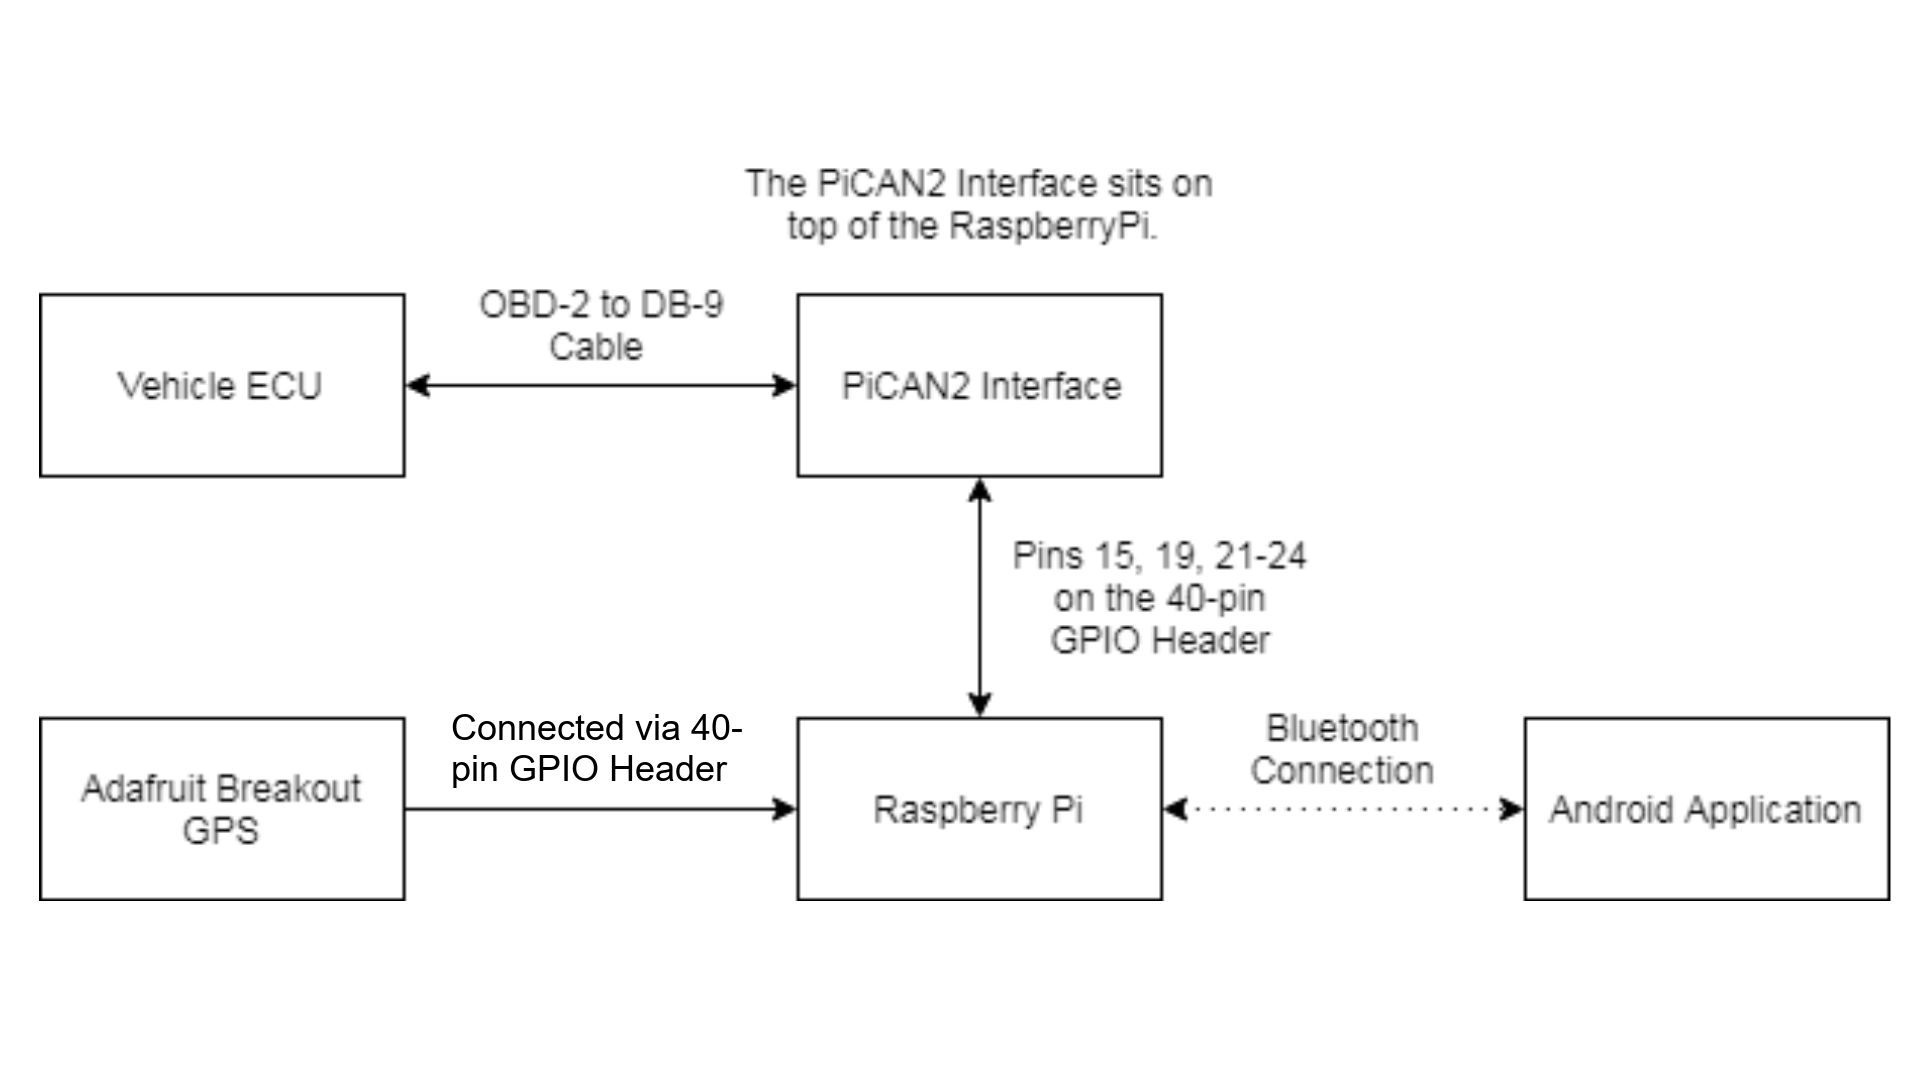 The PiCAN2 Interface sits on
top of the RaspberryPi.
OBD-2 to DB-9
Cable
Vehicle ECU
PiCAN2 Interface
Pins 15, 19, 21-24
on the 40-pin
GPIO Header
Connected via 40-
pin GPIO Header
Bluetooth
Connection
Adafruit Breakout
GPS
Raspberry Pi
Android Application